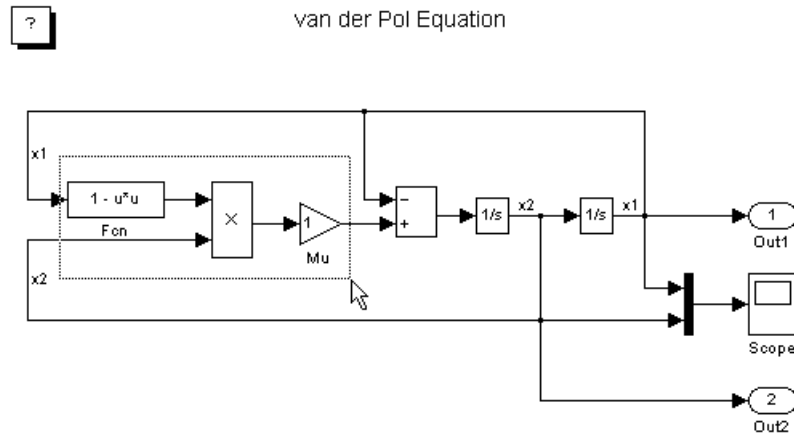 ?
van der Pol Equation
x1
1 - u*u
Fcn
×
1
Mu
−
+
1/s
x2
1/s
x1
1
Out1
x2
Scope
2
Out2